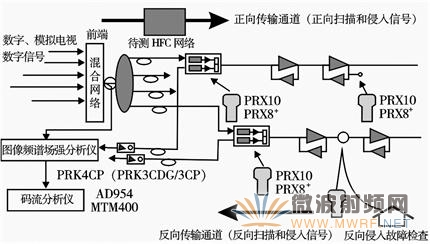 正向传输通道（正向扫描和侵入信号）
待测 HFC 网络
前端
数字、模拟电视
数字信号
混合网络
PRX10
PRX8+
PRX10
PRX8+
图像频谱场强分析仪
PRK4CP（PRK3CDG/3CP）
码流分析仪
AD954
MTM400
PRX10
PRX8+
PRX10
PRX8+
微波射频网
www.MWRF.NET
反向传输通道（反向扫描和侵入信号）
反向侵入故障检查